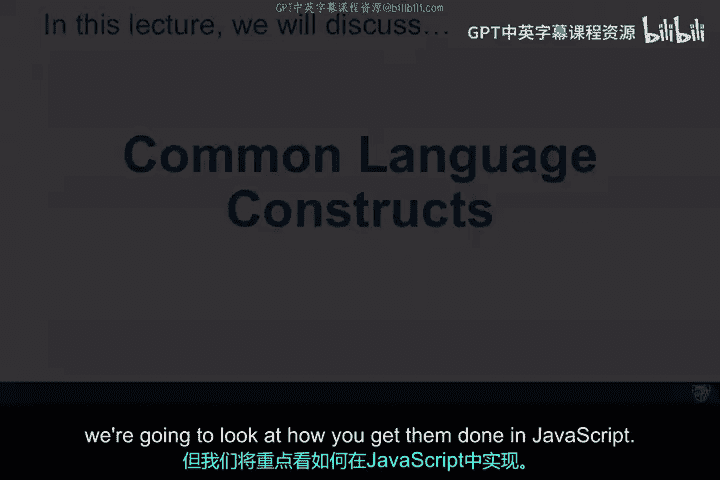 GPT中英字幕课程资源@bilibili.com
In this lecture, we will discuss…
GPT中英字幕课程资源 bilibili
Common Language
Constructs
we're going to look at how you get them done in JavaScript.
但我们将重点看如何在JavaScript中实现。